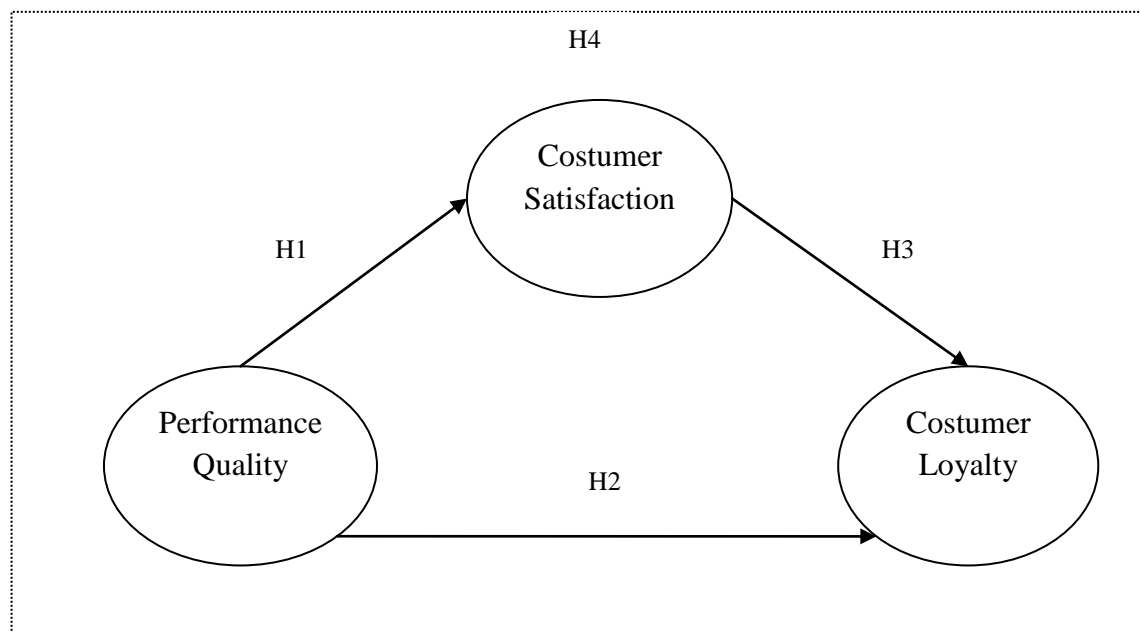 H4
Costumer
Satisfaction
H1
H3
Performance
Quality
Costumer
Loyalty
H2